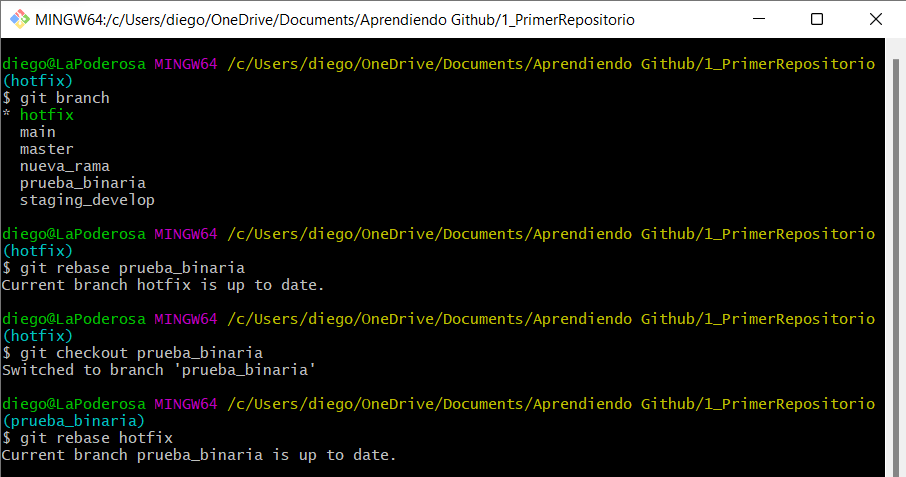 MINGW64:/c/Users/diego/OneDrive/Documents/Aprendiendo Github/1_PrimerRepositorio
diego@LaPoderosa MINGW64 /c/Users/diego/OneDrive/Documents/Aprendiendo Github/1_PrimerRepositorio
(hotfix)
$ git branch
* hotfix
  main
  master
  nueva_rama
  prueba_binaria
  staging_develop
diego@LaPoderosa MINGW64 /c/Users/diego/OneDrive/Documents/Aprendiendo Github/1_PrimerRepositorio
(hotfix)
$ git rebase prueba_binaria
Current branch hotfix is up to date.
diego@LaPoderosa MINGW64 /c/Users/diego/OneDrive/Documents/Aprendiendo Github/1_PrimerRepositorio
(hotfix)
$ git checkout prueba_binaria
Switched to branch 'prueba_binaria'
diego@LaPoderosa MINGW64 /c/Users/diego/OneDrive/Documents/Aprendiendo Github/1_PrimerRepositorio
(prueba_binaria)
$ git rebase hotfix
Current branch prueba_binaria is up to date.